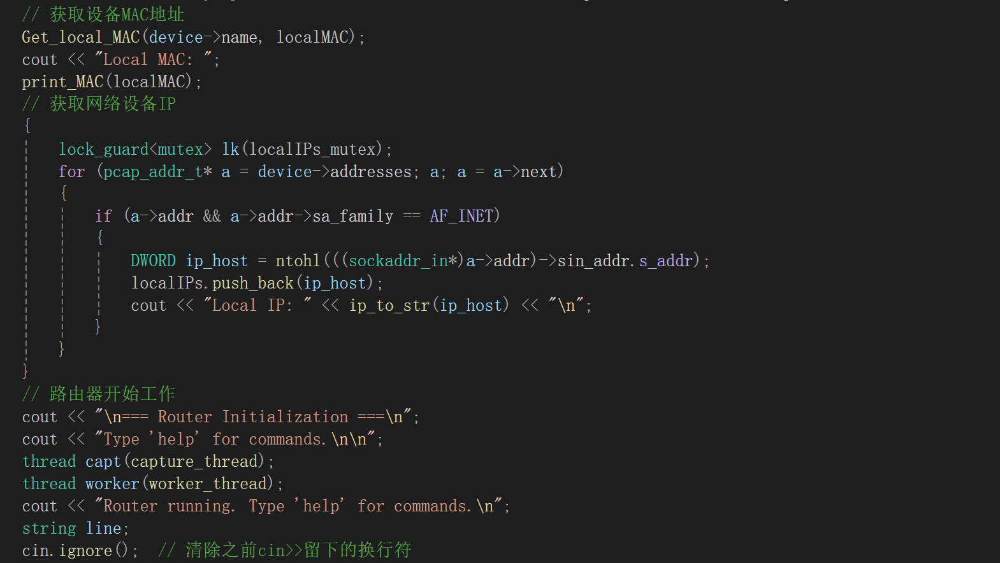 // 获取设备MAC地址
Get_local_MAC(device->name, localMAC);
cout << "Local MAC: ";
print_MAC(localMAC);
// 获取网络设备IP
{
lock_guard<mutex> lk(localIPs_mutex);
for (pcap_addr_t* a = device->addresses; a; a = a->next)
{
if (a->addr && a->addr->sa_family == AF_INET)
{
DWORD ip_host = ntohl(((sockaddr_in*)a->addr)->sin_addr.s_addr);
localIPs.push_back(ip_host);
cout << "Local IP: " << ip_to_str(ip_host) << "\n";
}
}
}
// 路由器开始工作
cout << "\n=== Router Initialization ===\n";
cout << "Type 'help' for commands.\n\n";
thread capt(capture_thread);
thread worker(worker_thread);
cout << "Router running. Type 'help' for commands.\n";
string line;
cin.ignore();  // 清除之前cin>>留下的换行符